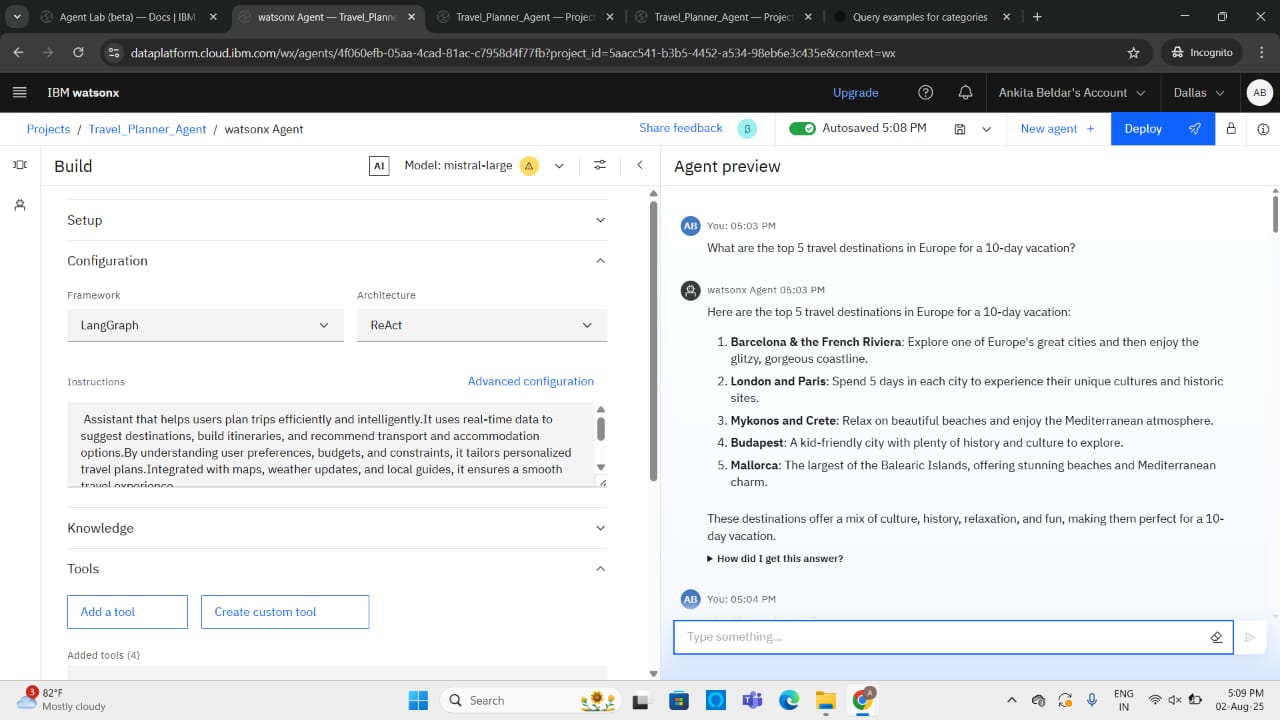 Agent Lab (beta) — Docs | IBM
watsonx Agent — Travel_Planne
Travel_Planner_Agent — Project
Travel_Planner_Agent — Project
Query examples for categories
dataplatform.cloud.ibm.com/wx/agents/4f060efb-05aa-4cad-81ac-c7958d4f77fb?project_id=5aacc541-b3b5-4452-a534-98eb6e3c435e&context=wx
Incognito
IBM watsonx
Upgrade
Ankita Beldar's Account
Dallas
AB
Projects / Travel_Planner_Agent / watsonx Agent
Share feedback
β
Autosaved 5:08 PM
New agent +
Deploy
Build
AI
Model: mistral-large
Agent preview
Setup
Configuration
Framework
Architecture
LangGraph
ReAct
Instructions
Advanced configuration
Assistant that helps users plan trips efficiently and intelligently.It uses real-time data to
suggest destinations, build itineraries, and recommend transport and accommodation
options.By understanding user preferences, budgets, and constraints, it tailors personalized
travel plans.Integrated with maps, weather updates, and local guides, it ensures a smooth
travel experience
Knowledge
Tools
Add a tool
Create custom tool
Added tools (4)
AB You: 05:03 PM
What are the top 5 travel destinations in Europe for a 10-day vacation?
watsonx Agent 05:03 PM
Here are the top 5 travel destinations in Europe for a 10-day vacation:
1. Barcelona & the French Riviera: Explore one of Europe's great cities and then enjoy the
glitzy, gorgeous coastline.
2. London and Paris: Spend 5 days in each city to experience their unique cultures and historic
sites.
3. Mykonos and Crete: Relax on beautiful beaches and enjoy the Mediterranean atmosphere.
4. Budapest: A kid-friendly city with plenty of history and culture to explore.
5. Mallorca: The largest of the Balearic Islands, offering stunning beaches and Mediterranean
charm.
These destinations offer a mix of culture, history, relaxation, and fun, making them perfect for a 10-
day vacation.
How did I get this answer?
AB You: 05:04 PM
Type something...
3
82°F
Mostly cloudy
Search
A
ENG
IN
5:09 PM
02-Aug-25